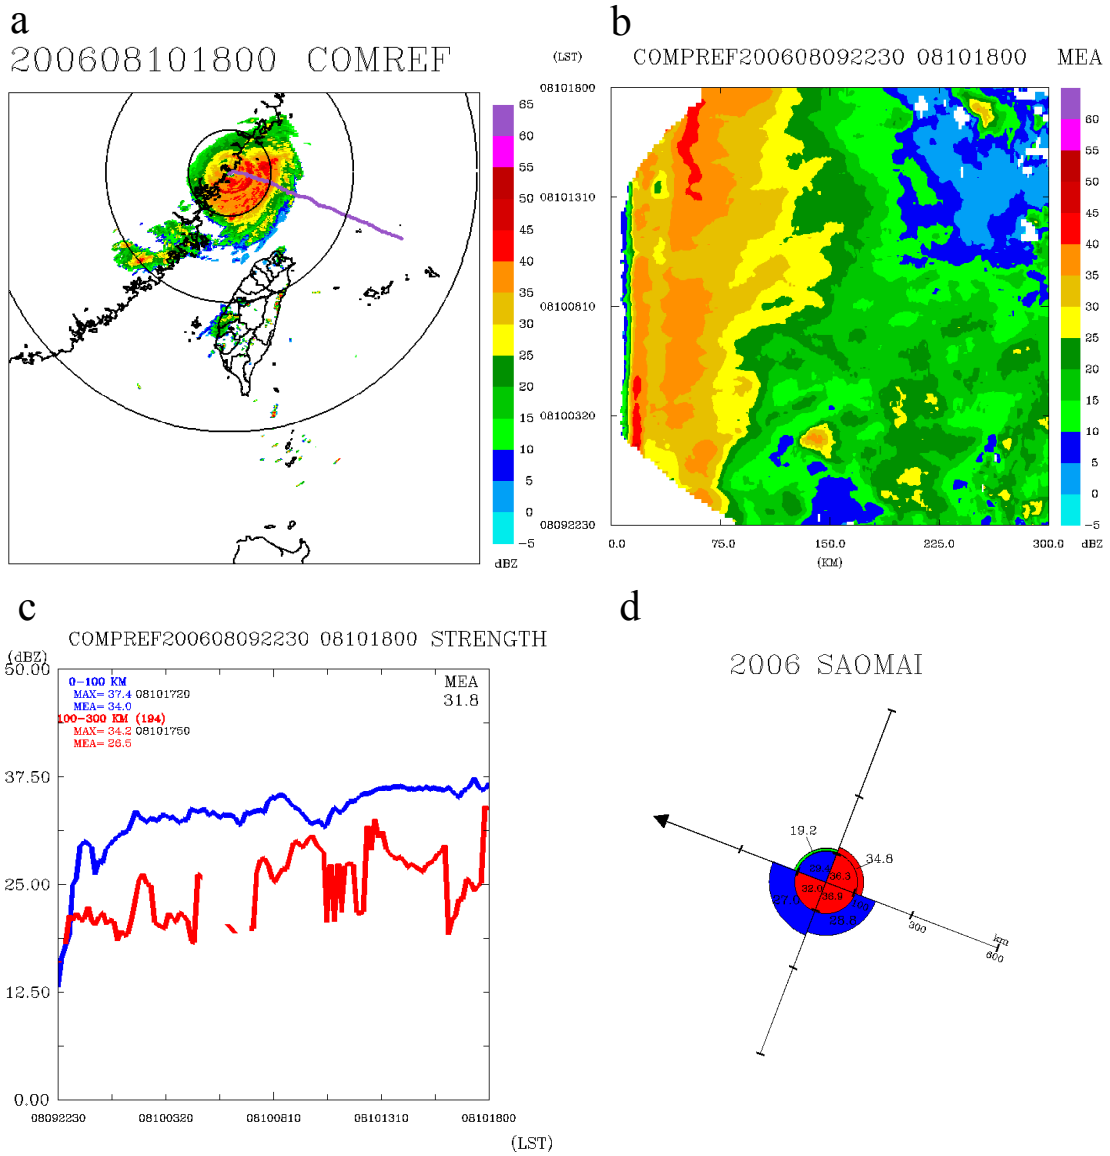 a
200608101800 COMREF
65
60
55
50
45
40
35
30
25
20
15
10
5
0
-5
dBZ
b
(LST)
COMPREF200608092230 08101800 MEA
08101800
08101310
08100810
08100320
08092230
0.0
75.0
150.0
225.0
300.0
(KM)
60
55
50
45
40
35
30
25
20
15
10
5
0
-5
dBZ
c
COMPREF200608092230 08101800 STRENGTH
(dBZ)
50.00
37.50
25.00
12.50
0.00
0-100 KM
MAX= 37.4 08101720
MEA= 34.0
100-300 KM (194)
MAX= 34.2 08101750
MEA= 26.5
MEA
31.8
08092230
08100320
08100810
08101310
08101800
(LST)
d
2006 SAOMAI
19.2
34.8
29.4
36.3
32.0
36.9
27.0
28.8
100
300
km
600